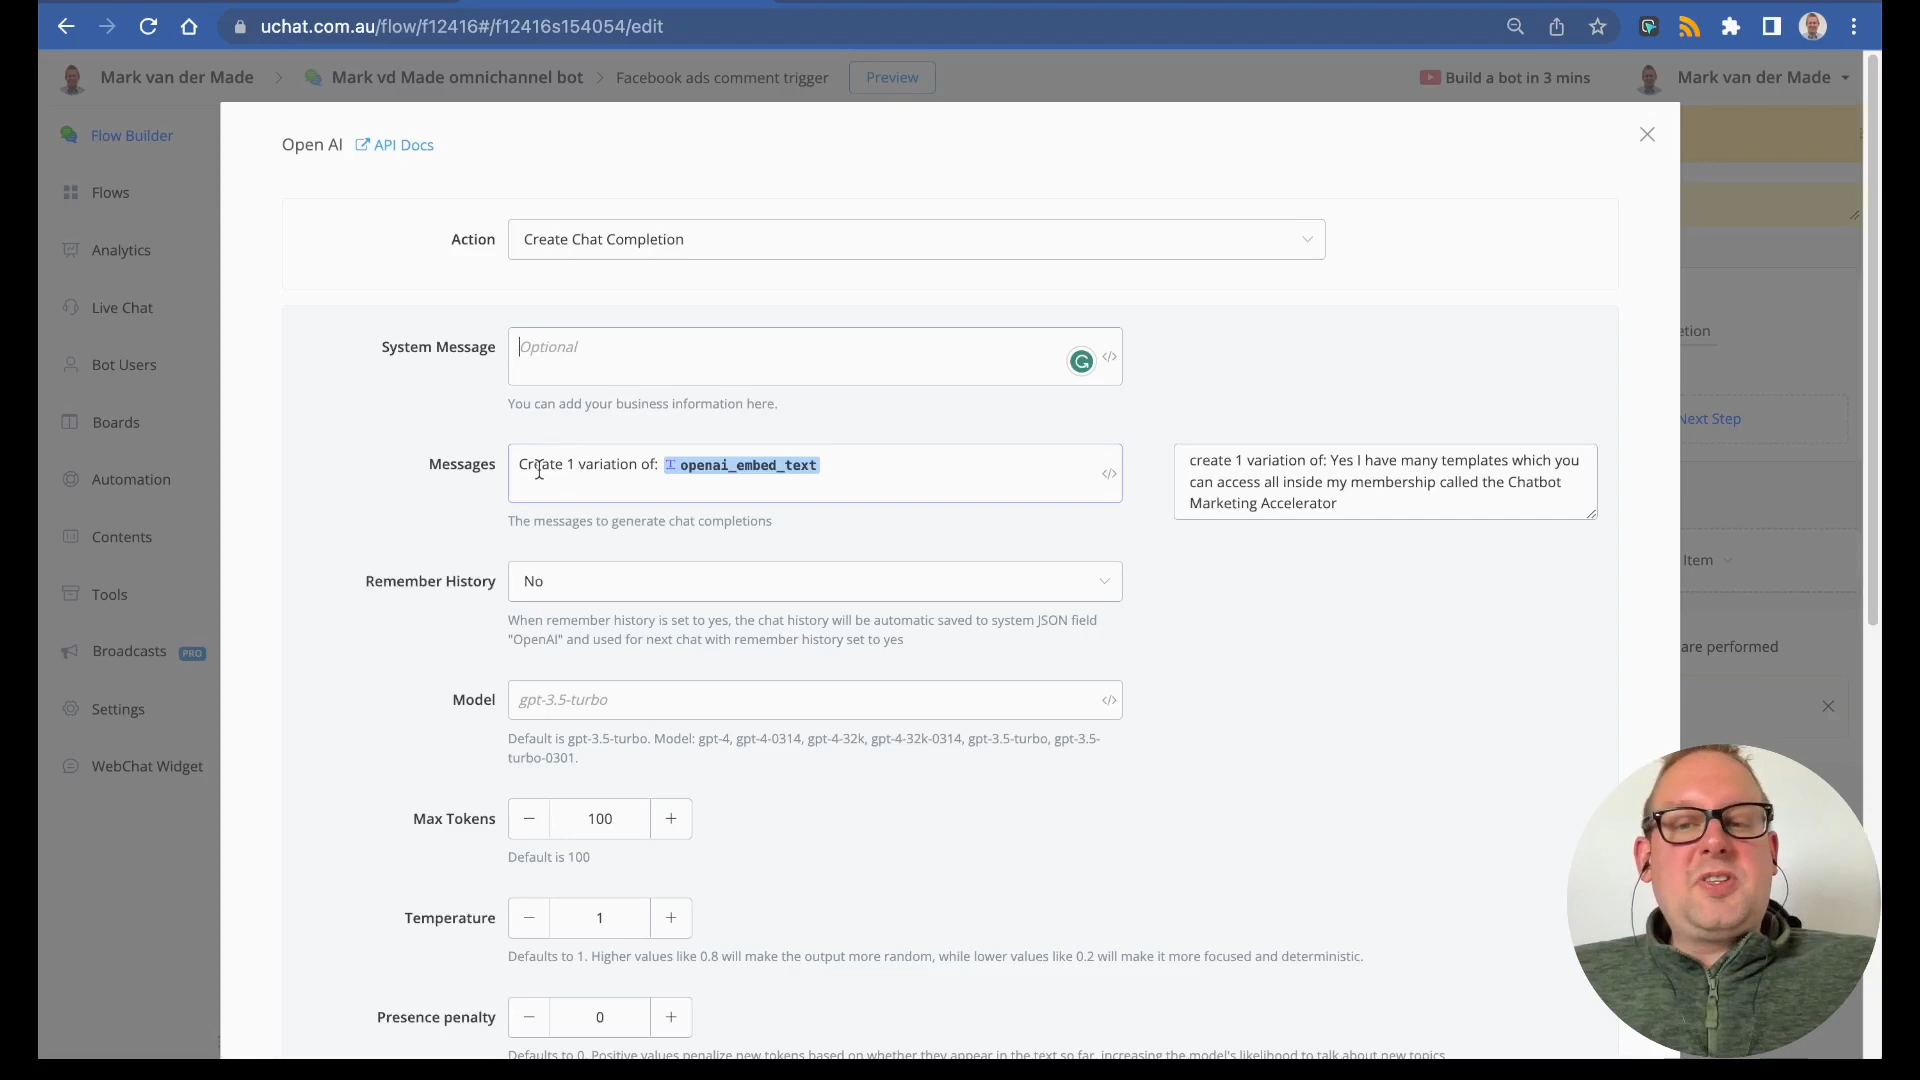 uchat.com.au/flow/f12416#/f12416s154054/edit
Mark van der Made
Mark vd Made omnichannel bot
Facebook ads comment trigger
Preview
Build a bot in 3 mins
Mark van der Made
Flow Builder
Flows
Analytics
Live Chat
Bot Users
Boards
Automation
Contents
Tools
Broadcasts PRO
Settings
WebChat Widget
Open AI API Docs
Action Create Chat Completion
System Message Optional
You can add your business information here.
Messages Create 1 variation of: openai_embed_text
The messages to generate chat completions
create 1 variation of: Yes I have many templates which you
can access all inside my membership called the Chatbot
Marketing Accelerator
Remember History No
When remember history is set to yes, the chat history will be automatic saved to system JSON field
"OpenAI" and used for next chat with remember history set to yes
Model gpt-3.5-turbo
Default is gpt-3.5-turbo. Model: gpt-4, gpt-4-0314, gpt-4-32k, gpt-4-32k-0314, gpt-3.5-turbo, gpt-3.5-
turbo-0301.
Max Tokens 100
Default is 100
Temperature 1
Defaults to 1. Higher values like 0.8 will make the output more random, while lower values like 0.2 will make it more focused and deterministic.
Presence penalty 0
Defaults to 0. Positive values penalize new tokens based on whether they appear in the text so far, increasing the model's likelihood to talk about new topics.
etion
Next Step
Item
are performed